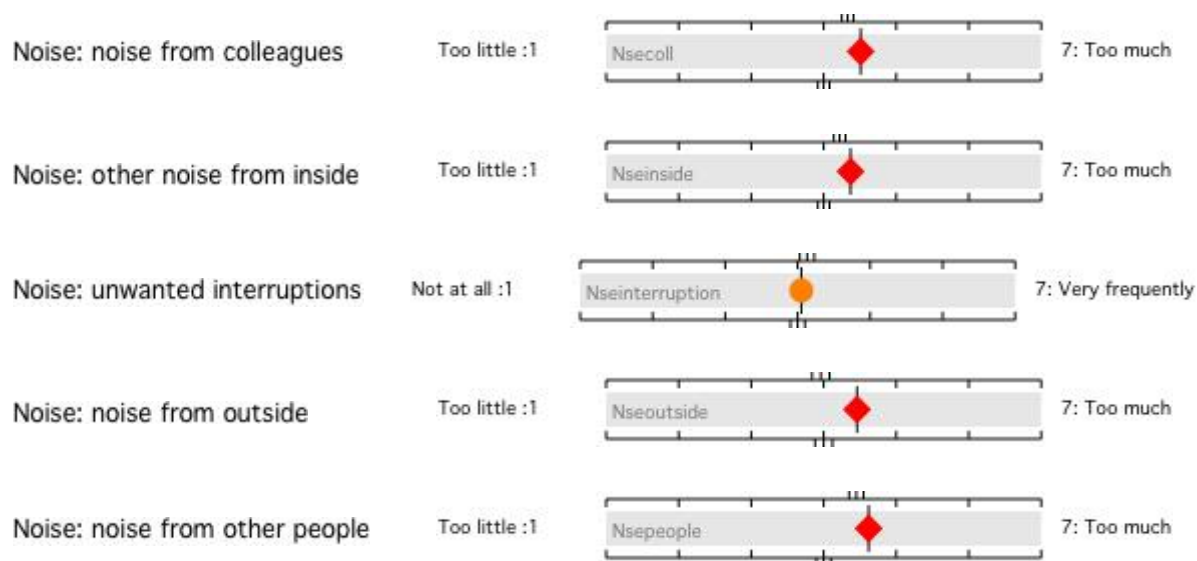 Noise: noise from colleagues Too little :1 Nsecoll 7: Too much
Noise: other noise from inside Too little :1 Nseinside 7: Too much
Noise: unwanted interruptions Not at all :1 Nseinterruption 7: Very frequently
Noise: noise from outside Too little :1 Nseoutside 7: Too much
Noise: noise from other people Too little :1 Nsepeople 7: Too much